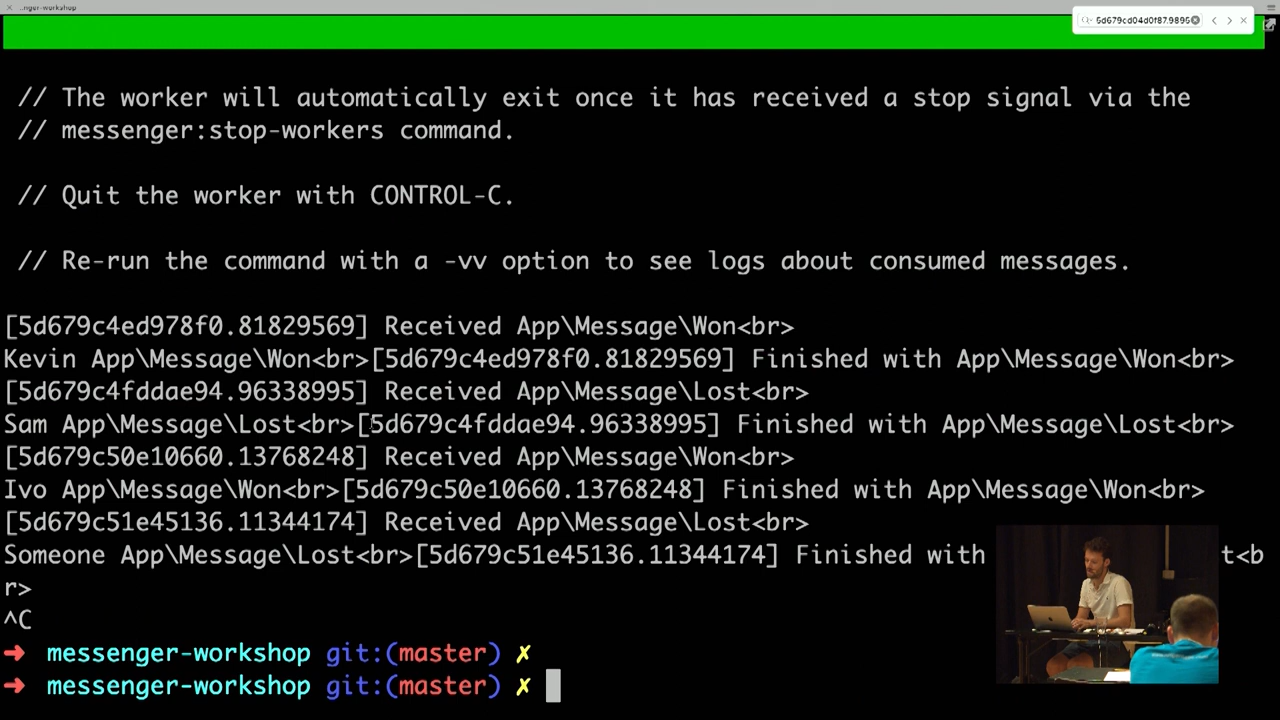 ..nger-workshop
5d679cd04d0f87.9895
// The worker will automatically exit once it has received a stop signal via the
// messenger:stop-workers command.
// Quit the worker with CONTROL-C.
// Re-run the command with a -vv option to see logs about consumed messages.
[5d679c4ed978f0.81829569] Received App\Message\Won<br>
Kevin App\Message\Won<br>[5d679c4ed978f0.81829569] Finished with App\Message\Won<br>
[5d679c4fddae94.96338995] Received App\Message\Lost<br>
Sam App\Message\Lost<br>[5d679c4fddae94.96338995] Finished with App\Message\Lost<br>
[5d679c50e10660.13768248] Received App\Message\Won<br>
Ivo App\Message\Won<br>[5d679c50e10660.13768248] Finished with App\Message\Won<br>
[5d679c51e45136.11344174] Received App\Message\Lost<br>
Someone App\Message\Lost<br>[5d679c51e45136.11344174] Finished with t<b
r>
^C
➜ messenger-workshop git:(master) ✗
➜ messenger-workshop git:(master) ✗